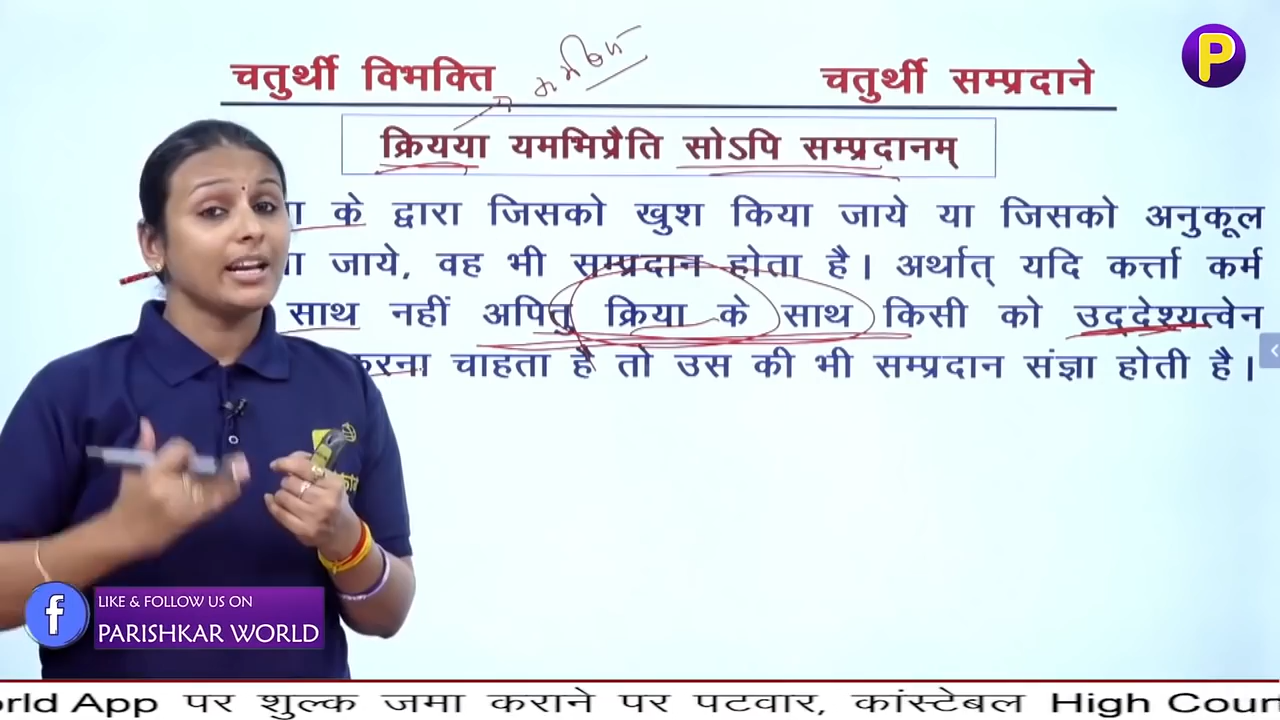 चतुर्थी विभक्ति चतुर्थी सम्प्रदाने
P
क्रियया यमभिप्रैति सोऽपि सम्प्रदानम्
के द्वारा जिसको खुश किया जाये या जिसको अनुकूल
जाये, वह भी सम्प्रदान होता है। अर्थात् यदि कर्त्ता कर्म
साथ नहीं अपितु क्रिया के साथ किसी को उद्देश्यत्वेन
करना चाहता है तो उस की भी सम्प्रदान संज्ञा होती है।
f
LIKE & FOLLOW US ON
PARISHKAR WORLD
App पर शुल्क जमा कराने पर पटवार, कांस्टेबल High